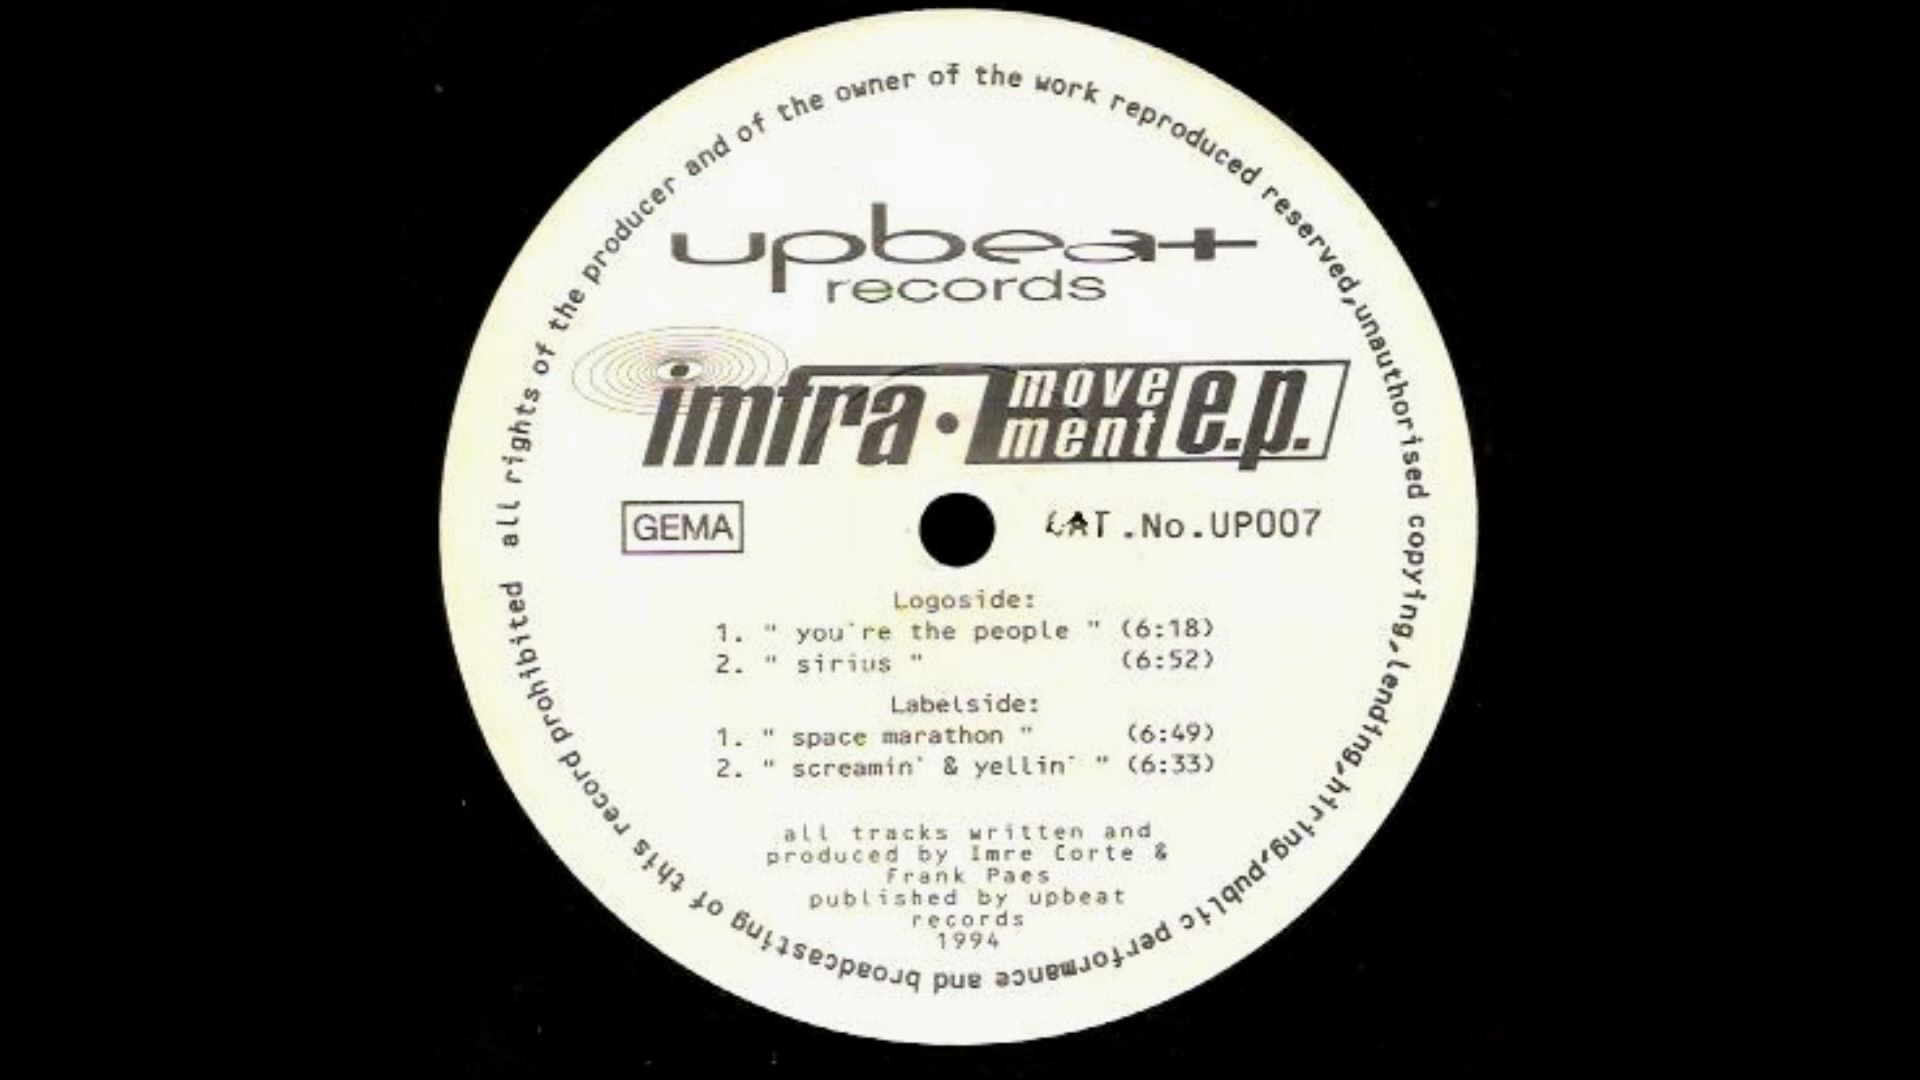 all rights of the producer and of the owner of the work reproduced reserved,unauthorised copying,lending,hiring,public performance and broadcasting of this record prohibited
upbeat
records
imfra · movement e.p.
GEMA
CAT.No.UP007
Logoside:
1. " you're the people " (6:18)
2. " sirius " (6:52)
Labelside:
1. " space marathon " (6:49)
2. " screamin' & yellin' " (6:33)
all tracks written and
produced by Imre Corte &
Frank Paes
published by upbeat
records
1994